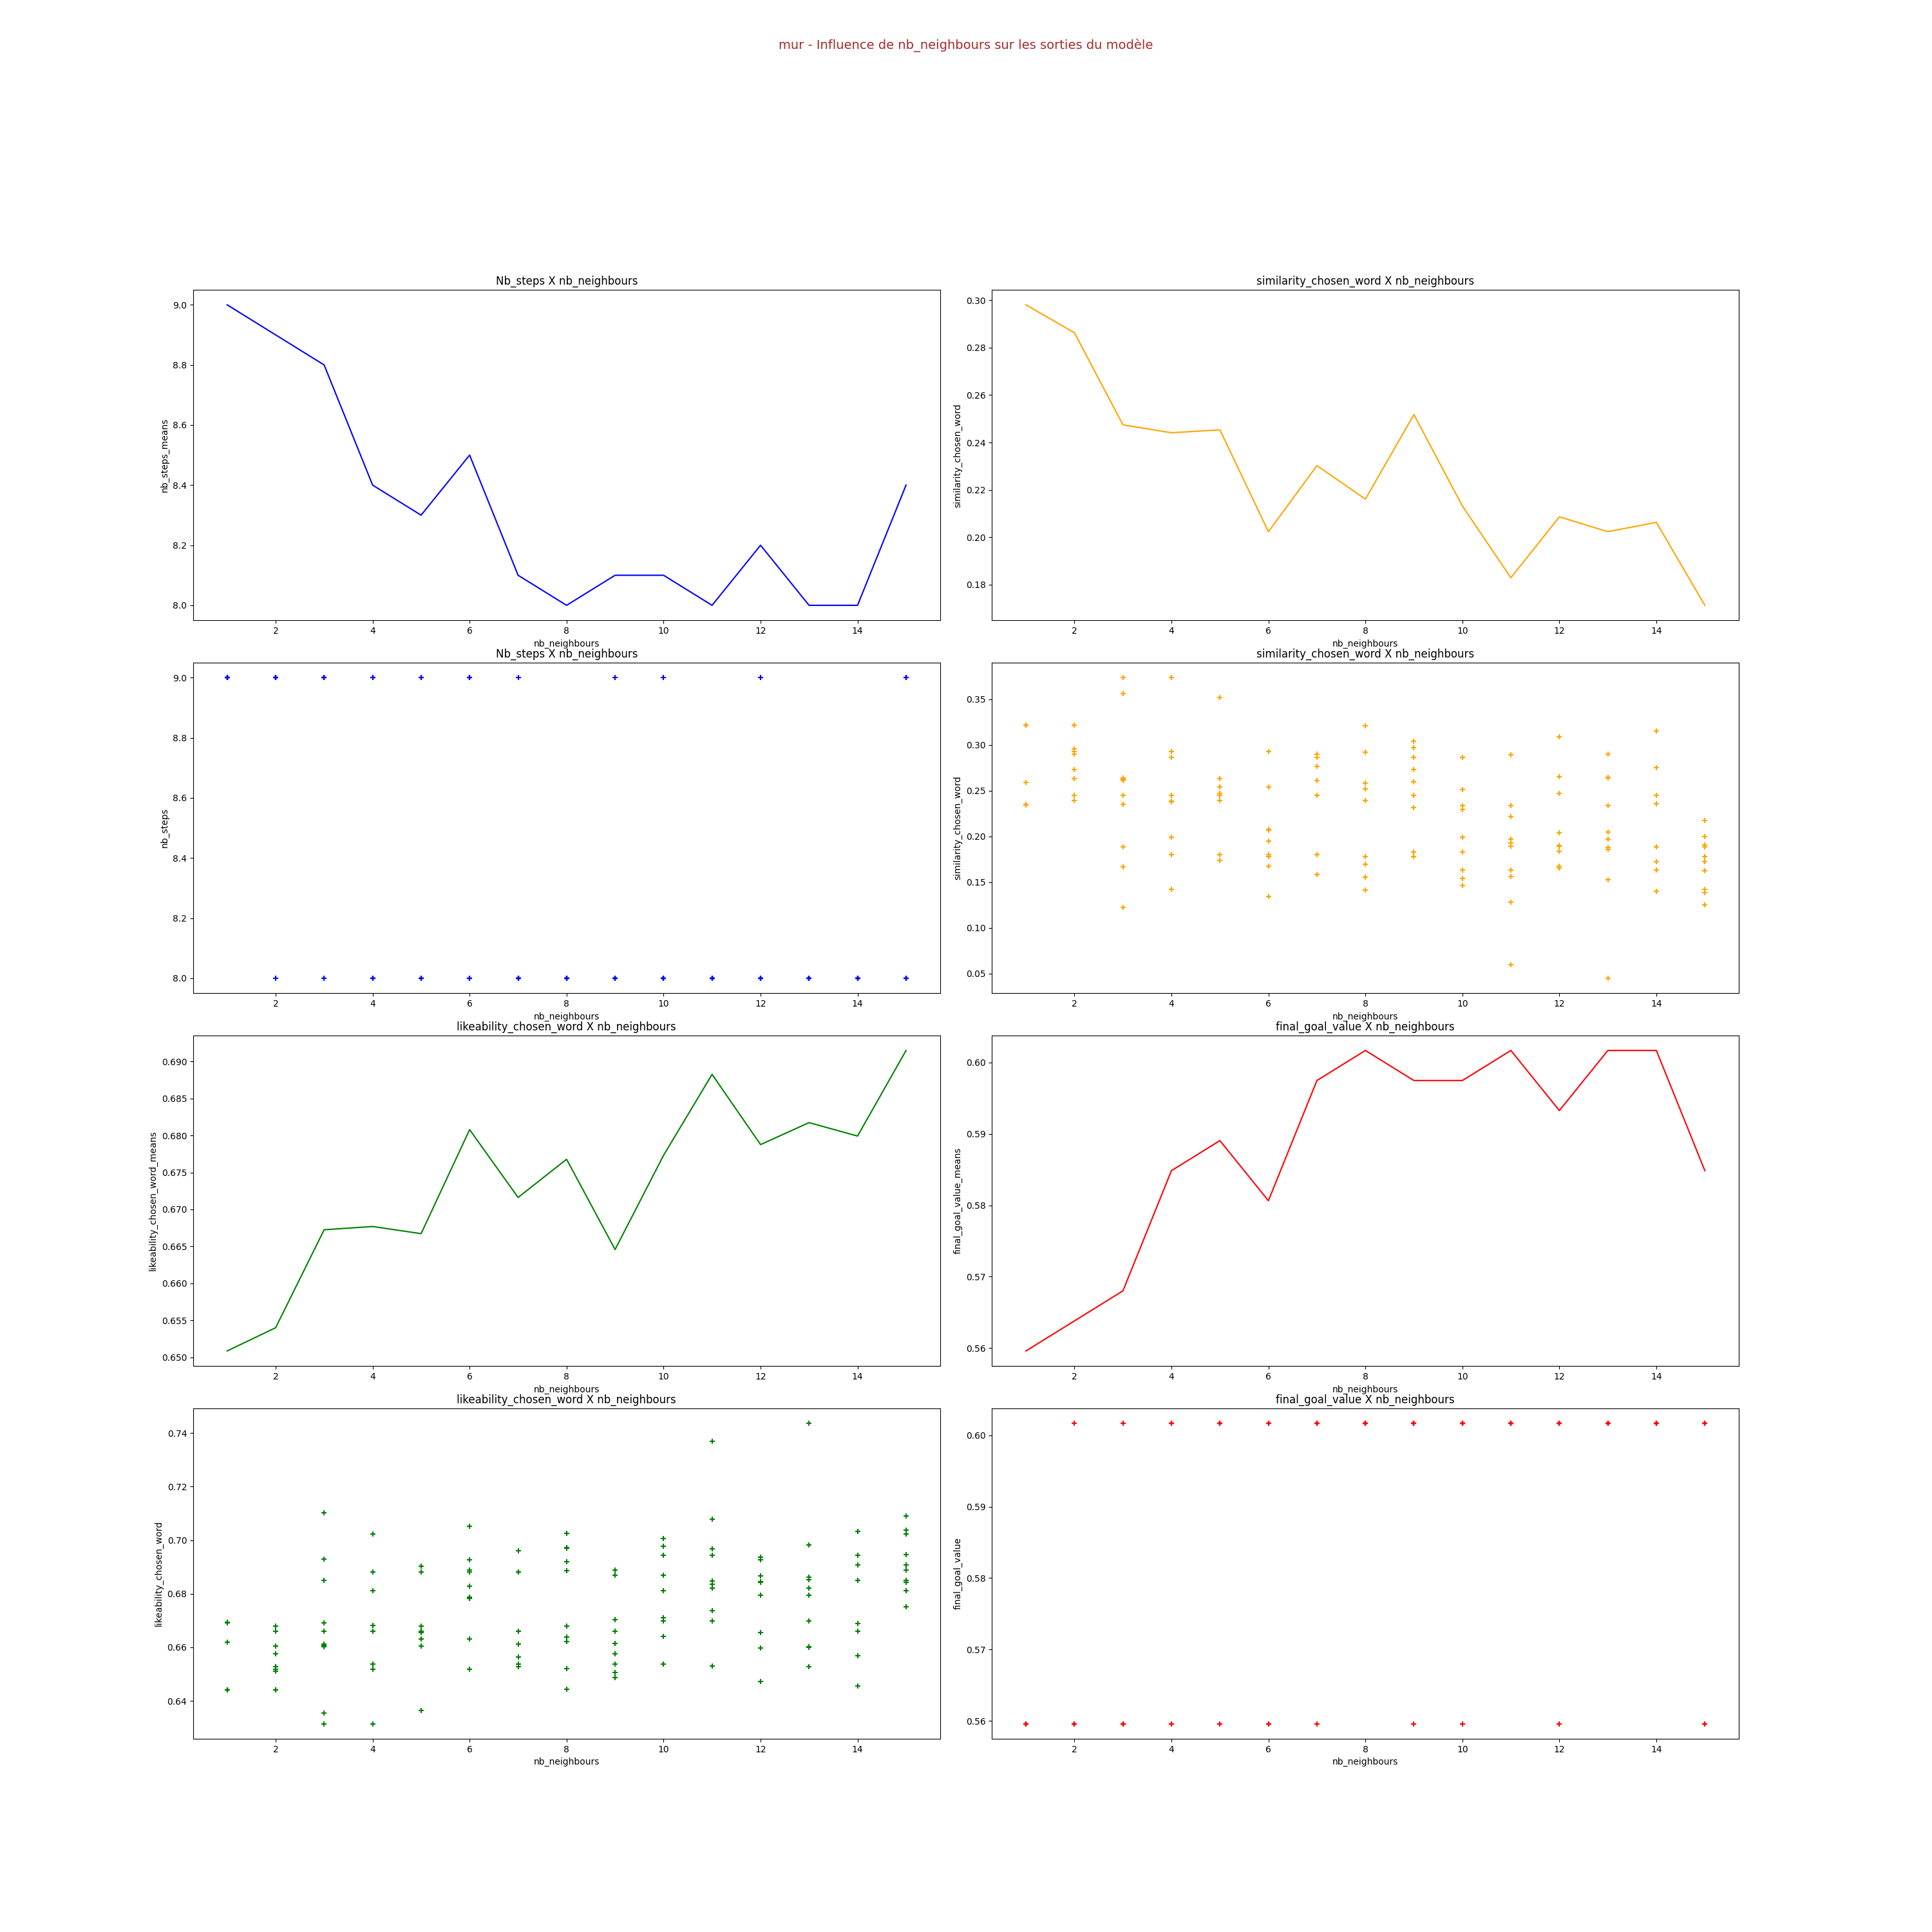 mur - Influence de nb_neighbours sur les sorties du modèle
Nb_steps X nb_neighbours
nb_steps_means
9.0
8.8
8.6
8.4
8.2
8.0
2 4 6 8 10 12 14
nb_neighbours
similarity_chosen_word X nb_neighbours
similarity_chosen_word
0.30
0.28
0.26
0.24
0.22
0.20
0.18
2 4 6 8 10 12 14
nb_neighbours
Nb_steps X nb_neighbours
nb_steps
9.0
8.8
8.6
8.4
8.2
8.0
2 4 6 8 10 12 14
nb_neighbours
similarity_chosen_word X nb_neighbours
similarity_chosen_word
0.35
0.30
0.25
0.20
0.15
0.10
0.05
2 4 6 8 10 12 14
nb_neighbours
likeability_chosen_word X nb_neighbours
likeability_chosen_word_means
0.690
0.685
0.680
0.675
0.670
0.665
0.660
0.655
0.650
2 4 6 8 10 12 14
nb_neighbours
final_goal_value X nb_neighbours
final_goal_value_means
0.60
0.59
0.58
0.57
0.56
2 4 6 8 10 12 14
nb_neighbours
likeability_chosen_word X nb_neighbours
likeability_chosen_word
0.74
0.72
0.70
0.68
0.66
0.64
2 4 6 8 10 12 14
nb_neighbours
final_goal_value X nb_neighbours
final_goal_value
0.60
0.59
0.58
0.57
0.56
2 4 6 8 10 12 14
nb_neighbours